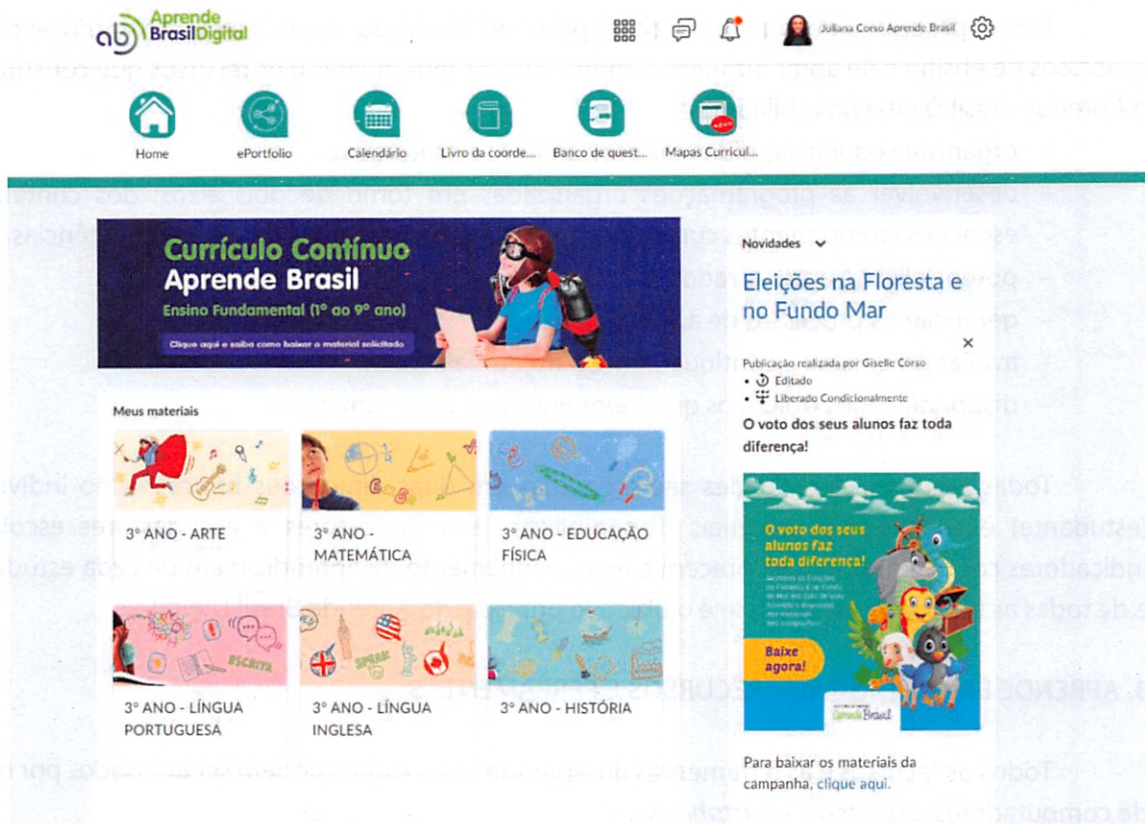 Aprende
BrasilDigital
Juliana Corso Aprende Brasil
Home
ePortfolio
Calendário
Livro da coorde...
Banco de quest...
Mapas Curricul...
Currículo Contínuo
Aprende Brasil
Ensino Fundamental (1º ao 9º ano)
Clique aqui e saiba como baixar o material solicitado
Meus materiais
3º ANO - ARTE
3º ANO -
MATEMÁTICA
3º ANO - EDUCAÇÃO
FÍSICA
ESCRITA
SPEAK
3º ANO - LÍNGUA
PORTUGUESA
3º ANO - LÍNGUA
INGLESA
3º ANO - HISTÓRIA
Novidades
Eleições na Floresta e
no Fundo Mar
Publicação ralizada por Giselle Corso
Editado
Liberado Condicionalmente
O voto dos seus alunos faz toda
diferença!
O voto dos seus
alunos faz
toda diferença!
Baixe
agora!
Aprende Brasil
Para baixar os materiais da
campanha, clique aqui.